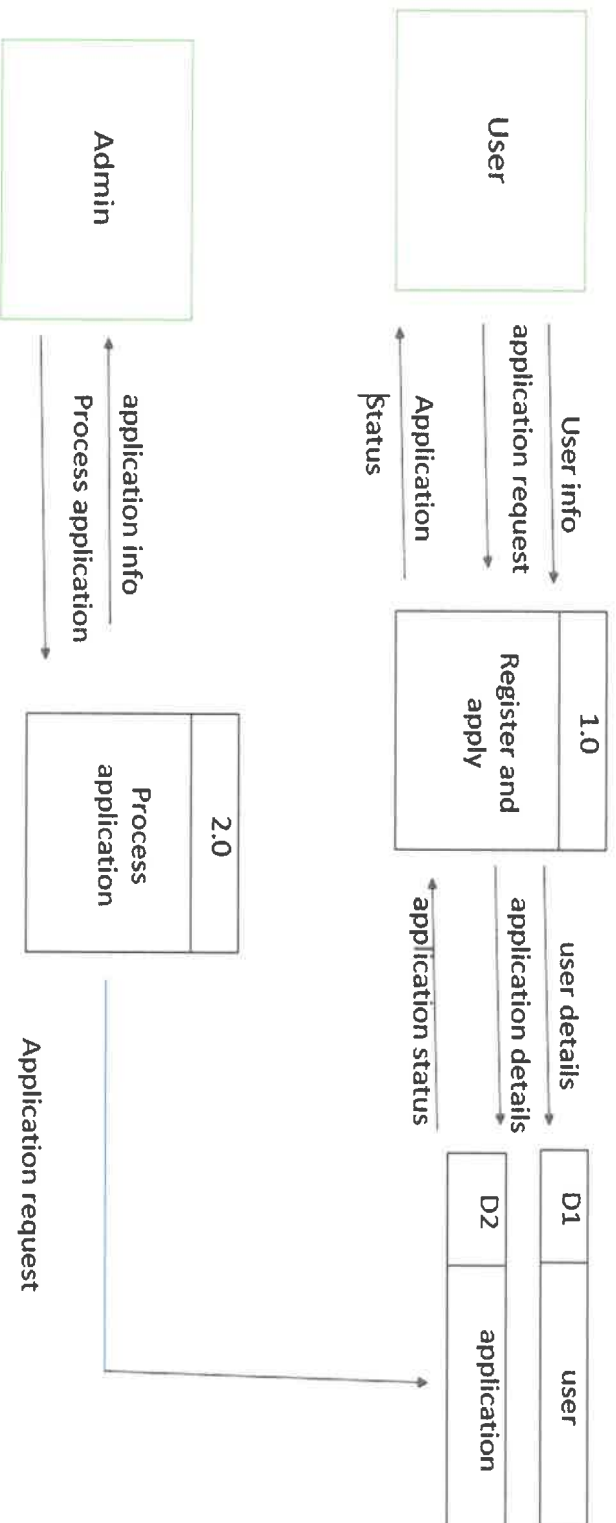 User
User info
application request
Application
Status
1.0
Register and
apply
user details
application details
application status
D1
user
D2
application
Admin
application info
Process application
2.0
Process
application
Application request